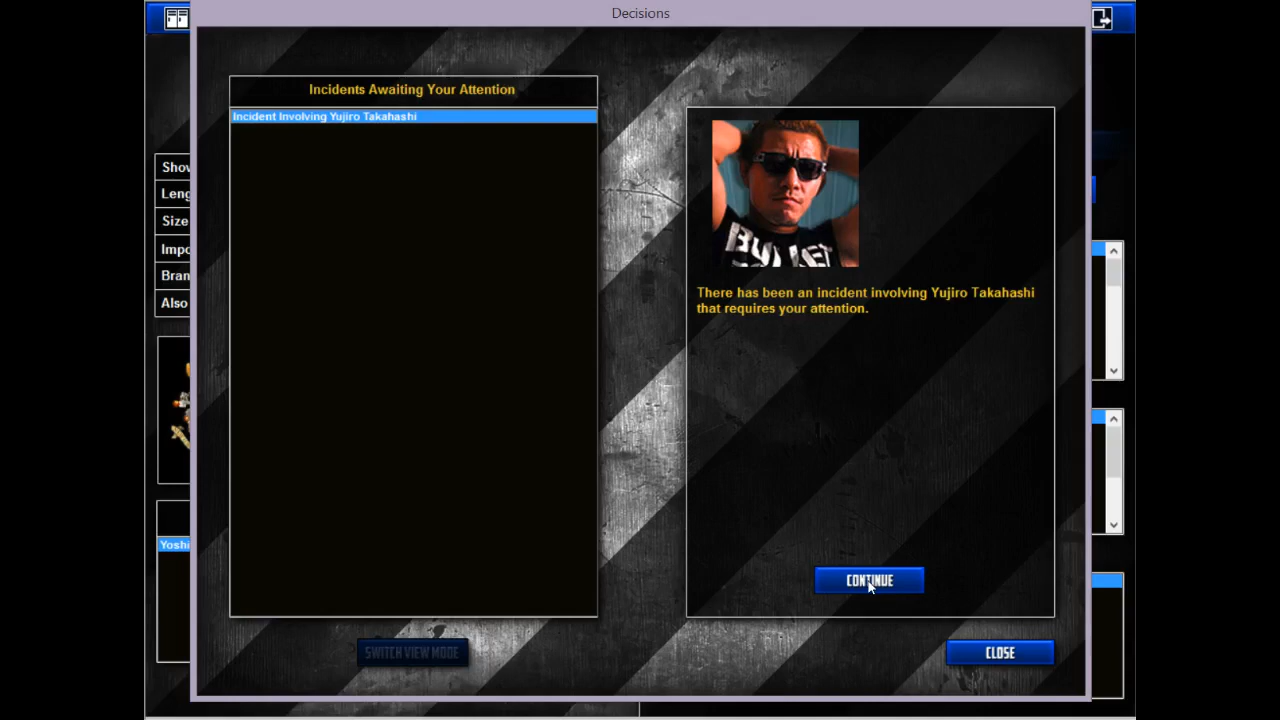 Decisions
Incidents Awaiting Your Attention
Incident Involving Yujiro Takahashi
BULLET
There has been an incident involving Yujiro Takahashi
that requires your attention.
CONTINUE
SWITCH VIEW MODE
CLOSE
Show
Leng
Size
Impo
Bran
Also
Yoshi